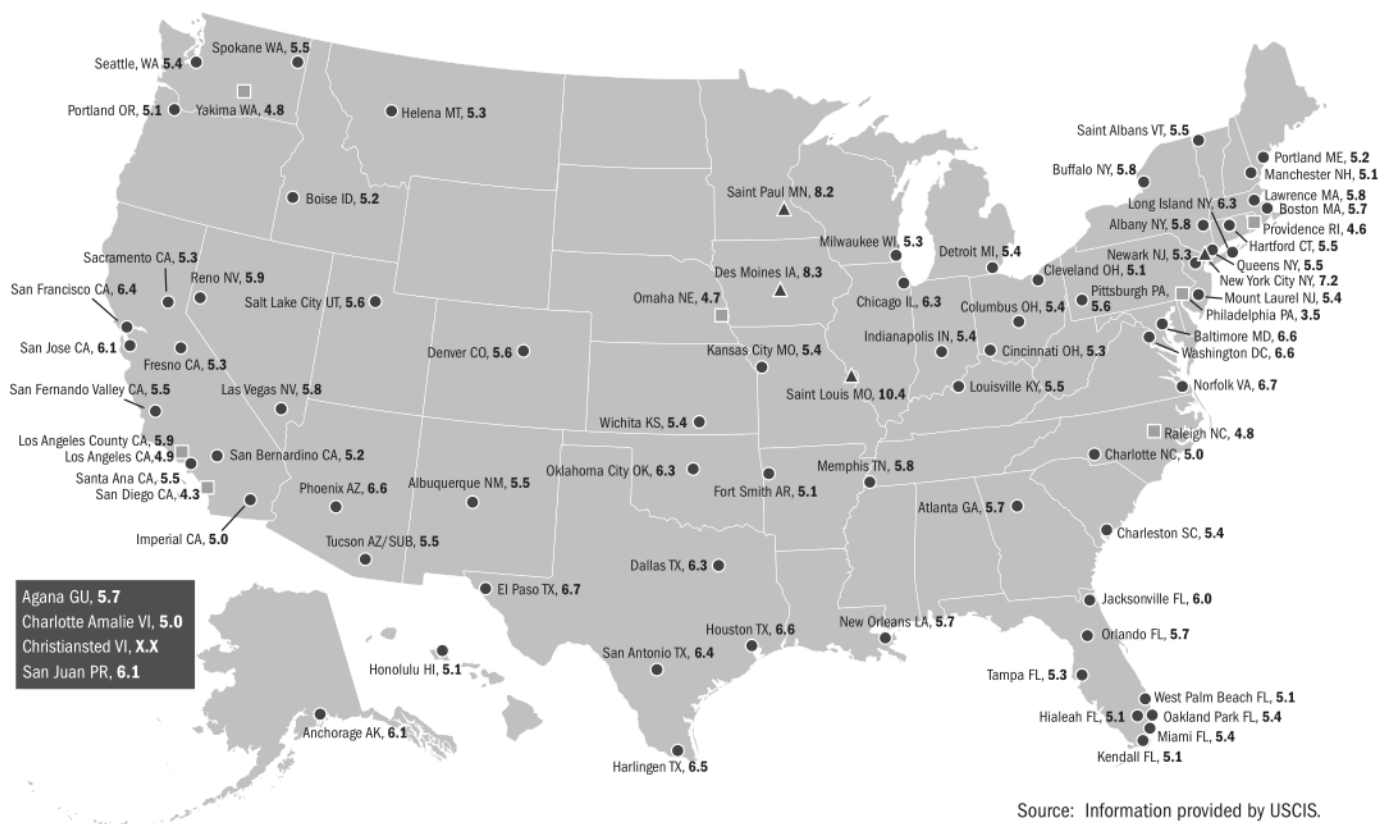 Spokane WA, 5.5
Seattle, WA 5.4
Portland OR, 5.1
Yakima WA, 4.8
Helena MT, 5.3
Boise ID, 5.2
Sacramento CA, 5.3
Reno NV, 5.9
San Francisco CA, 6.4
Salt Lake City UT, 5.6
San Jose CA, 6.1
Fresno CA, 5.3
Denver CO, 5.6
San Fernando Valley CA, 5.5
Las Vegas NV, 5.8
Los Angeles County CA, 5.9
Los Angeles CA,4.9
San Bernardino CA, 5.2
Santa Ana CA, 5.5
San Diego CA, 4.3
Phoenix AZ, 6.6
Albuquerque NM, 5.5
Imperial CA, 5.0
Tucson AZ/SUB, 5.5
El Paso TX, 6.7
Saint Paul MN, 8.2
Milwaukee WI, 5.3
Detroit MI, 5.4
Des Moines IA, 8.3
Omaha NE, 4.7
Chicago IL, 6.3
Cleveland OH, 5.1
Pittsburgh PA,
5.6
Columbus OH, 5.4
Indianapolis IN, 5.4
Cincinnati OH, 5.3
Kansas City MO, 5.4
Saint Louis MO, 10.4
Louisville KY, 5.5
Wichita KS, 5.4
Oklahoma City OK, 6.3
Fort Smith AR, 5.1
Memphis TN, 5.8
Saint Albans VT, 5.5
Buffalo NY, 5.8
Portland ME, 5.2
Manchester NH, 5.1
Lawrence MA, 5.8
Long Island NY, 6.3
Boston MA, 5.7
Albany NY, 5.8
Providence RI, 4.6
Hartford CT, 5.5
Newark NJ, 5.3
Queens NY, 5.5
New York City NY, 7.2
Mount Laurel NJ, 5.4
Philadelphia PA, 3.5
Baltimore MD, 6.6
Washington DC, 6.6
Norfolk VA, 6.7
Raleigh NC, 4.8
Charlotte NC, 5.0
Atlanta GA, 5.7
Charleston SC, 5.4
Dallas TX, 6.3
Houston TX, 6.6
New Orleans LA, 5.7
San Antonio TX, 6.4
Harlingen TX, 6.5
Jacksonville FL, 6.0
Orlando FL, 5.7
Tampa FL, 5.3
West Palm Beach FL, 5.1
Hialeah FL, 5.1
Oakland Park FL, 5.4
Miami FL, 5.4
Kendall FL, 5.1
Agana GU, 5.7
Charlotte Amalie VI, 5.0
Christiansted VI, X.X
San Juan PR, 6.1
Honolulu HI, 5.1
Anchorage AK, 6.1
Source: Information provided by USCIS.